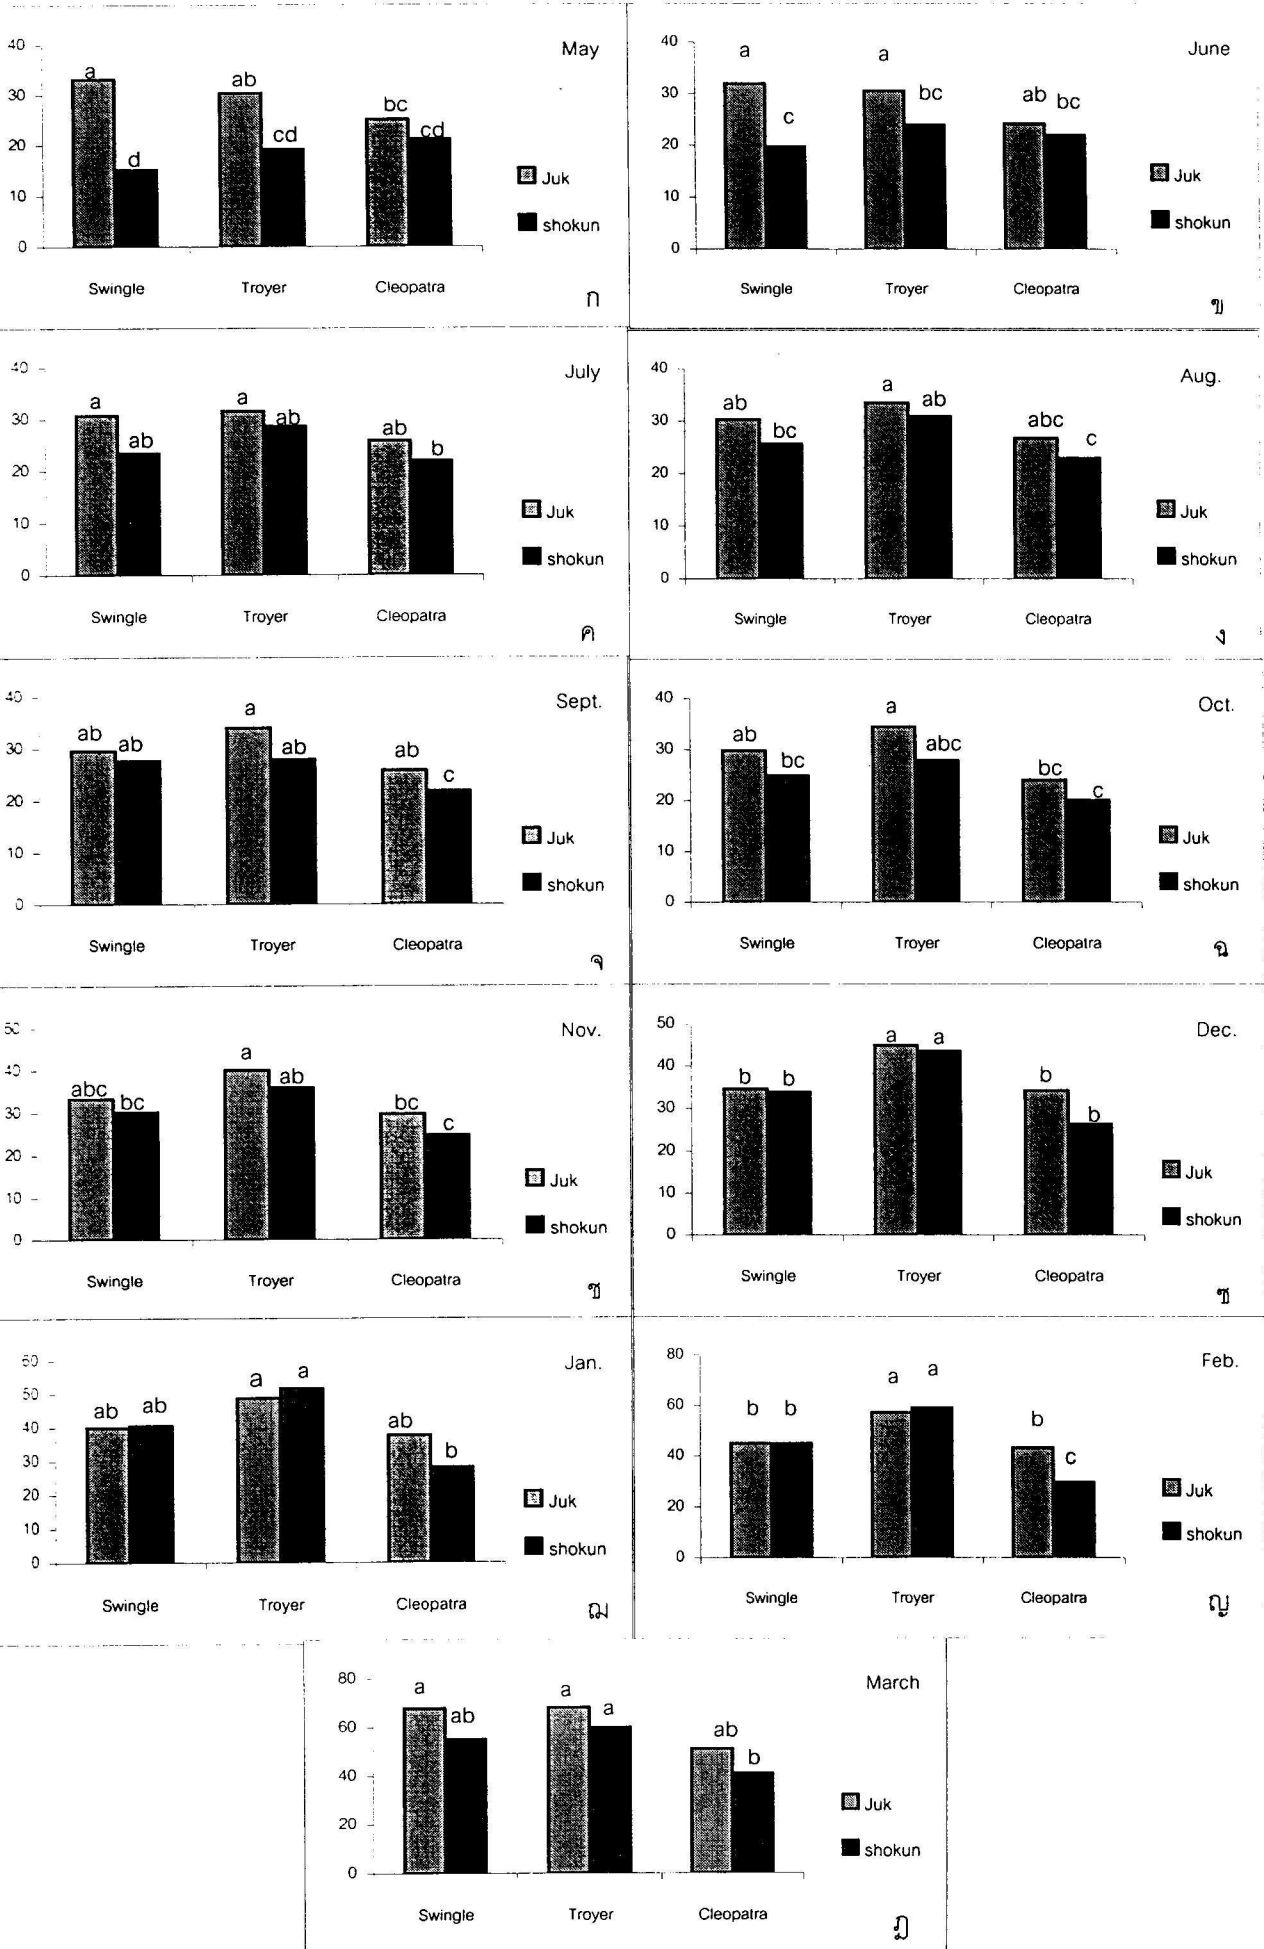 May
40
30
20
10
0
a
d
ab
cd
bc
cd
Juk
shokun
Swingle Troyer Cleopatra
ก
June
40
30
20
10
0
a
c
a
bc
ab
bc
Juk
shokun
Swingle Troyer Cleopatra
ข
July
40
30
20
10
0
a
ab
a
ab
ab
b
Juk
shokun
Swingle Troyer Cleopatra
ค
Aug.
40
30
20
10
0
ab
bc
a
ab
abc
c
Juk
shokun
Swingle Troyer Cleopatra
ง
Sept.
40
30
20
10
0
ab
ab
a
ab
ab
c
Juk
shokun
Swingle Troyer Cleopatra
จ
Oct.
40
30
20
10
0
ab
bc
a
abc
bc
c
Juk
shokun
Swingle Troyer Cleopatra
ฉ
Nov.
50
40
30
20
10
0
abc
bc
a
ab
bc
c
Juk
shokun
Swingle Troyer Cleopatra
ช
Dec.
50
40
30
20
10
0
b
b
a
a
b
b
Juk
shokun
Swingle Troyer Cleopatra
ซ
Jan.
60
50
40
30
20
10
0
ab
ab
a
a
ab
b
Juk
shokun
Swingle Troyer Cleopatra
ฌ
Feb.
80
60
40
20
0
b
b
a
a
b
c
Juk
shokun
Swingle Troyer Cleopatra
ญ
March
80
60
40
20
0
a
ab
a
a
ab
b
Juk
shokun
Swingle Troyer Cleopatra
ฎ